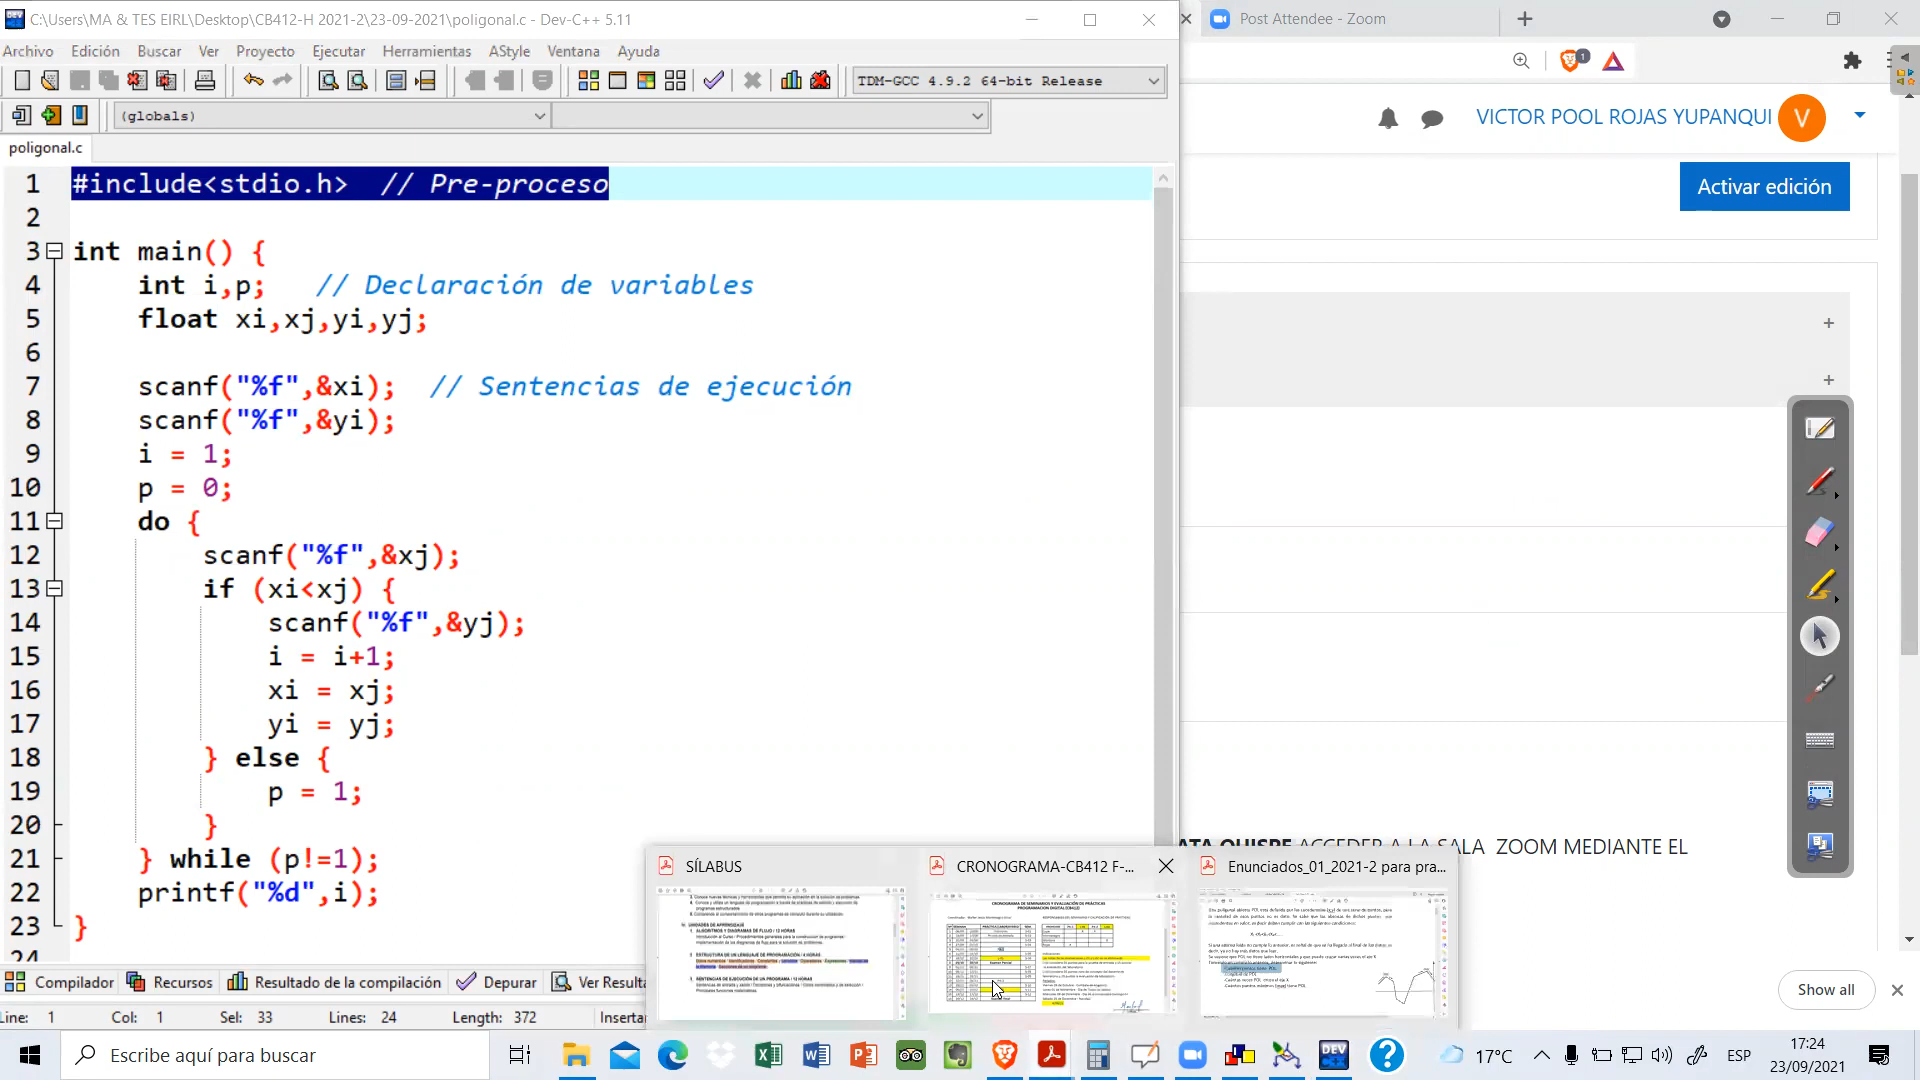 C:\Users\MA & TES EIRL\Desktop\CB412-H 2021-2\23-09-2021\poligonal.c - Dev-C++ 5.11
Post Attendee - Zoom
Archivo Edición Buscar Ver Proyecto Ejecutar Herramientas AStyle Ventana Ayuda
TDM-GCC 4.9.2 64-bit Release
(globals)
VICTOR POOL ROJAS YUPANQUI
V
poligonal.c
Activar edición
1 #include<stdio.h>  // Pre-proceso
2
3 int main() {
4 int i,p;   // Declaración de variables
5 float xi,xj,yi,yj;
6
7 scanf("%f",&xi);  // Sentencias de ejecución
8 scanf("%f",&yi);
9 i = 1;
10 p = 0;
11 do {
12 scanf("%f",&xj);
13 if (xi<xj) {
14 scanf("%f",&yj);
15 i = i+1;
16 xi = xj;
17 yi = yj;
18 } else {
19 p = 1;
20 }
21 } while (p!=1);
22 printf("%d",i);
23 }
24
ACCEDER A LA SALA ZOOM MEDIANTE EL
SÍLABUS
CRONOGRAMA-CB412 F-...
Enunciados_01_2021-2 para pra...
Compilador Recursos Resultado de la compilación Depurar Ver Resulta
Show all
Line: 1 Col: 1 Sel: 33 Lines: 24 Length: 372 Inserta
Escribe aquí para buscar
17°C
ESP
17:24
23/09/2021